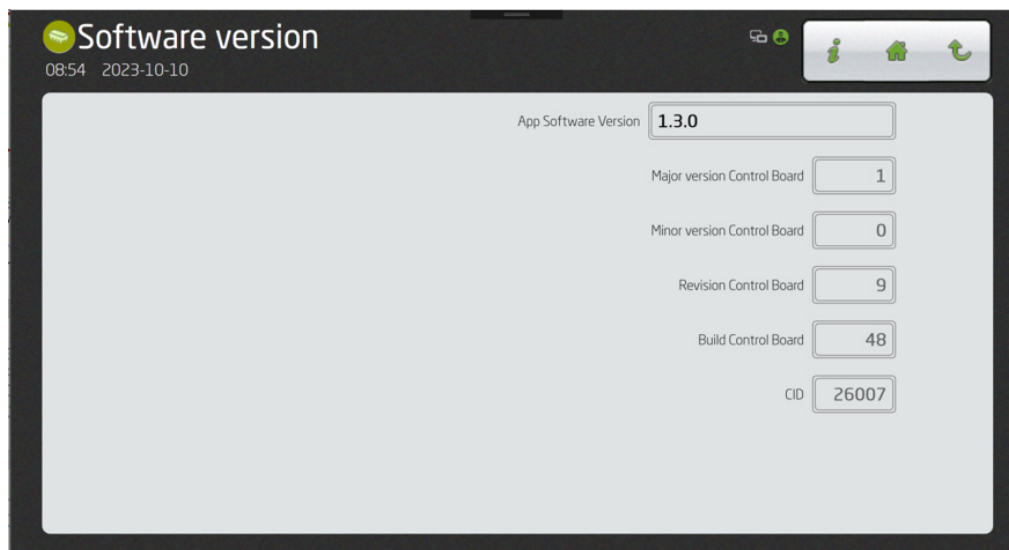 Software version
08:54 2023-10-10
App Software Version 1.3.0
Major version Control Board 1
Minor version Control Board 0
Revision Control Board 9
Build Control Board 48
CID 26007